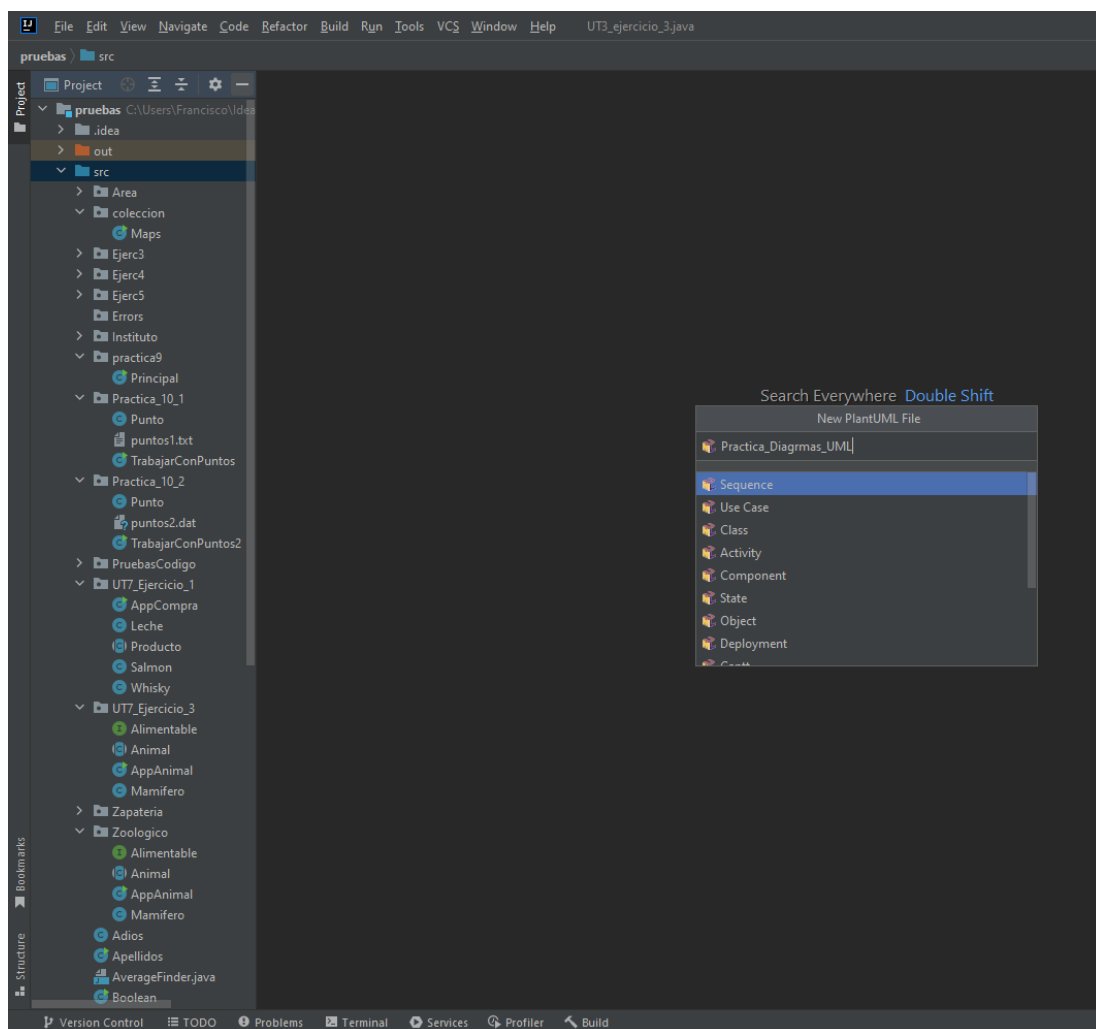 File Edit View Navigate Code Refactor Build Run Tools VCS Window Help UT3_ejercicio_3.java
pruebas src
Project
Project
pruebas C:\Users\Francisco\Idea
.idea
out
src
Area
coleccion
Maps
Ejerc3
Ejerc4
Ejerc5
Errors
Instituto
practica9
Principal
Practica_10_1
Punto
puntos1.txt
TrabajarConPuntos
Practica_10_2
Punto
puntos2.dat
TrabajarConPuntos2
PruebasCodigo
UT7_Ejercicio_1
AppCompra
Leche
Producto
Salmon
Whisky
UT7_Ejercicio_3
Alimentable
Animal
AppAnimal
Mamifero
Zapateria
Zoologico
Alimentable
Animal
AppAnimal
Mamifero
Adios
Apellidos
AverageFinder.java
Boolean
Bookmarks
Structure
Search Everywhere Double Shift
New PlantUML File
Practica_Diagrmas_UML
Sequence
Use Case
Class
Activity
Component
State
Object
Deployment
Version Control TODO Problems Terminal Services Profiler Build